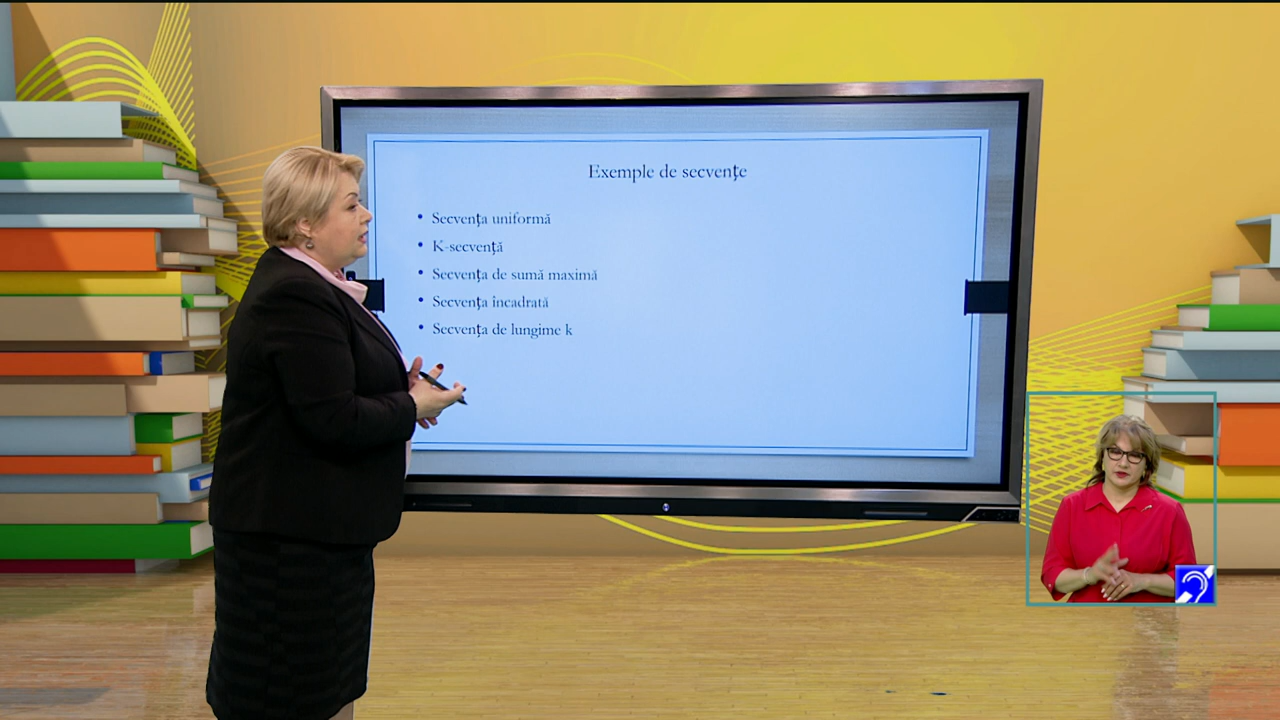 Exemple de secvențe
• Secvența uniformă
• K-secvență
• Secvența de sumă maximă
• Secvența încadrată
• Secvența de lungime k